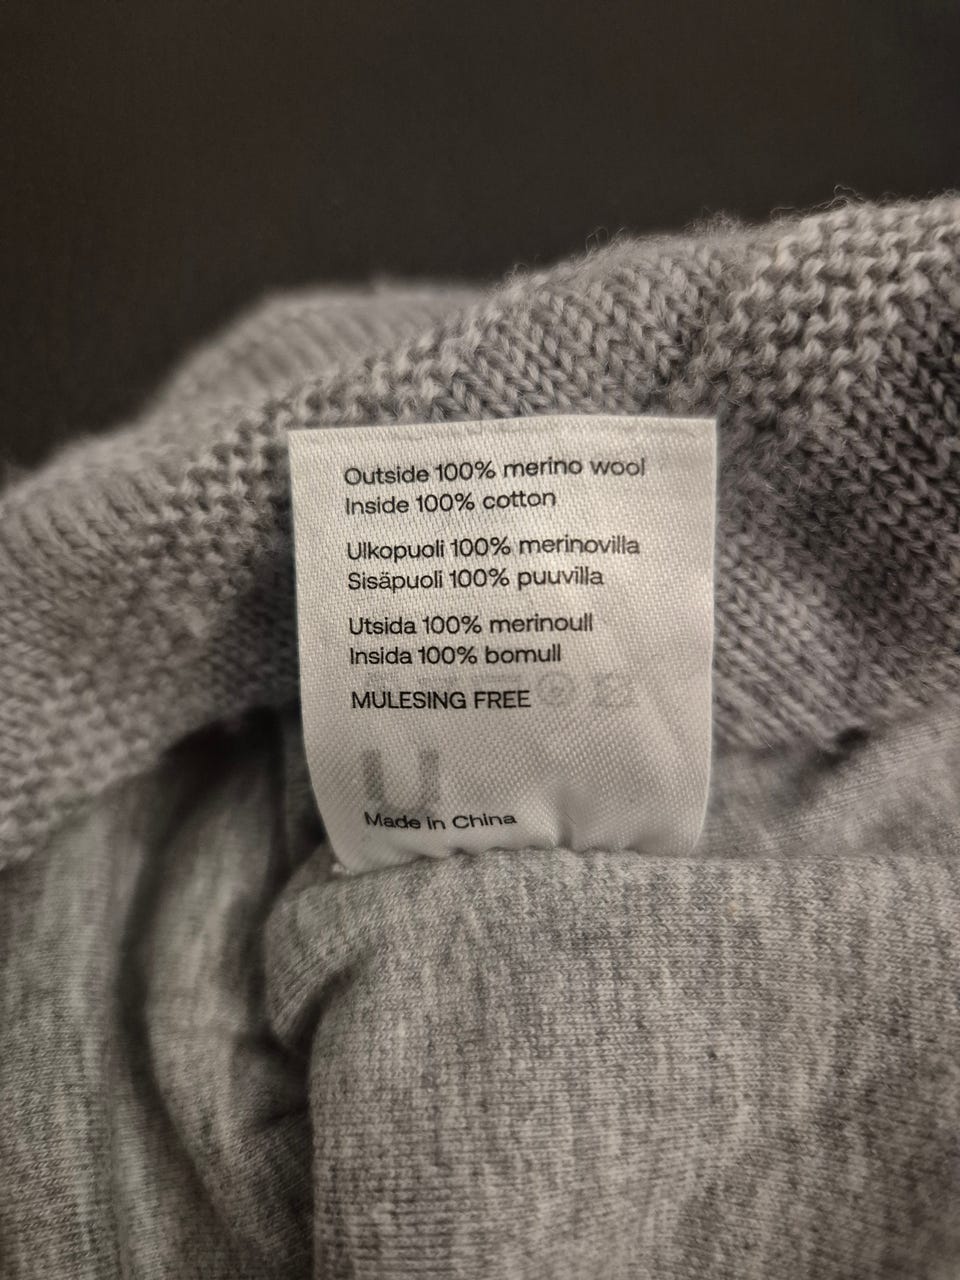 Outside 100% merino wool
Inside 100% cotton
Ulkopuoli 100% merinovilla
Sisäpuoli 100% puuvilla
Utsida 100% merinoull
Insida 100% bomull
MULESING FREE
Made in China